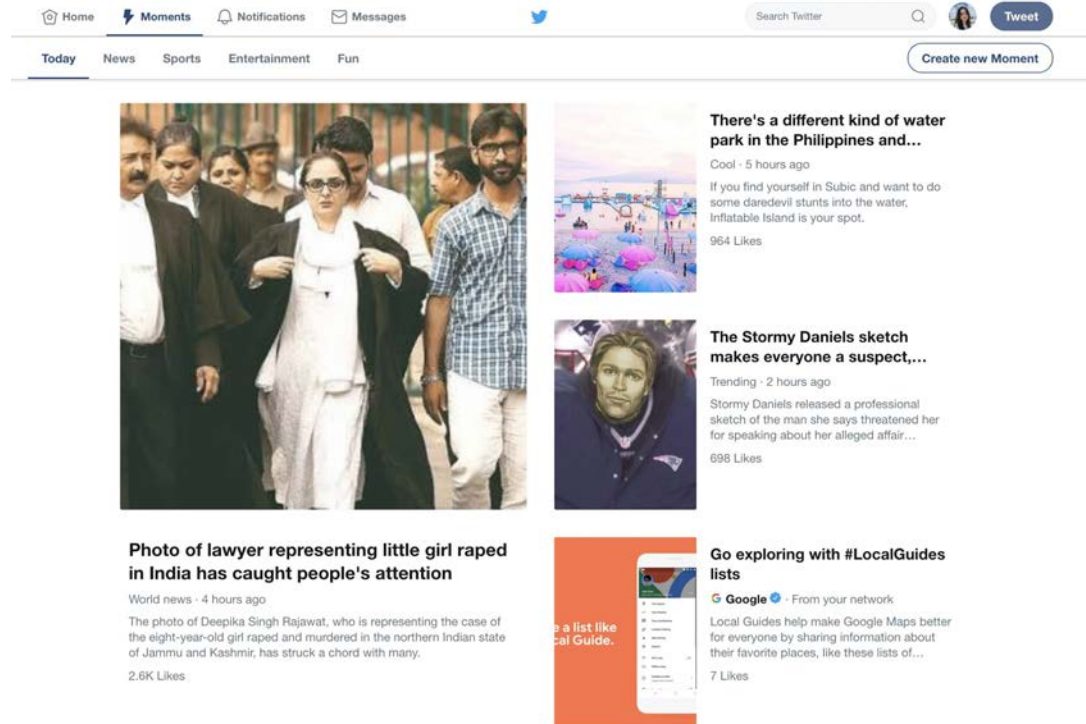 Home
Moments
Notifications
Messages
Search Twitter
Tweet
Today
News
Sports
Entertainment
Fun
Create new Moment
Photo of lawyer representing little girl raped
in India has caught people's attention
World news · 4 hours ago
The photo of Deepika Singh Rajawat, who is representing the case of
the eight-year-old girl raped and murdered in the northern Indian state
of Jammu and Kashmir, has struck a chord with many.
2.6K Likes
There's a different kind of water
park in the Philippines and...
Cool · 5 hours ago
If you find yourself in Subic and want to do
some daredevil stunts into the water,
Inflatable Island is your spot.
964 Likes
The Stormy Daniels sketch
makes everyone a suspect,...
Trending · 2 hours ago
Stormy Daniels released a professional
sketch of the man she says threatened her
for speaking about her alleged affair...
698 Likes
e a list like
cal Guide.
Go exploring with #LocalGuides
lists
Google · From your network
Local Guides help make Google Maps better
for everyone by sharing information about
their favorite places, like these lists of...
7 Likes